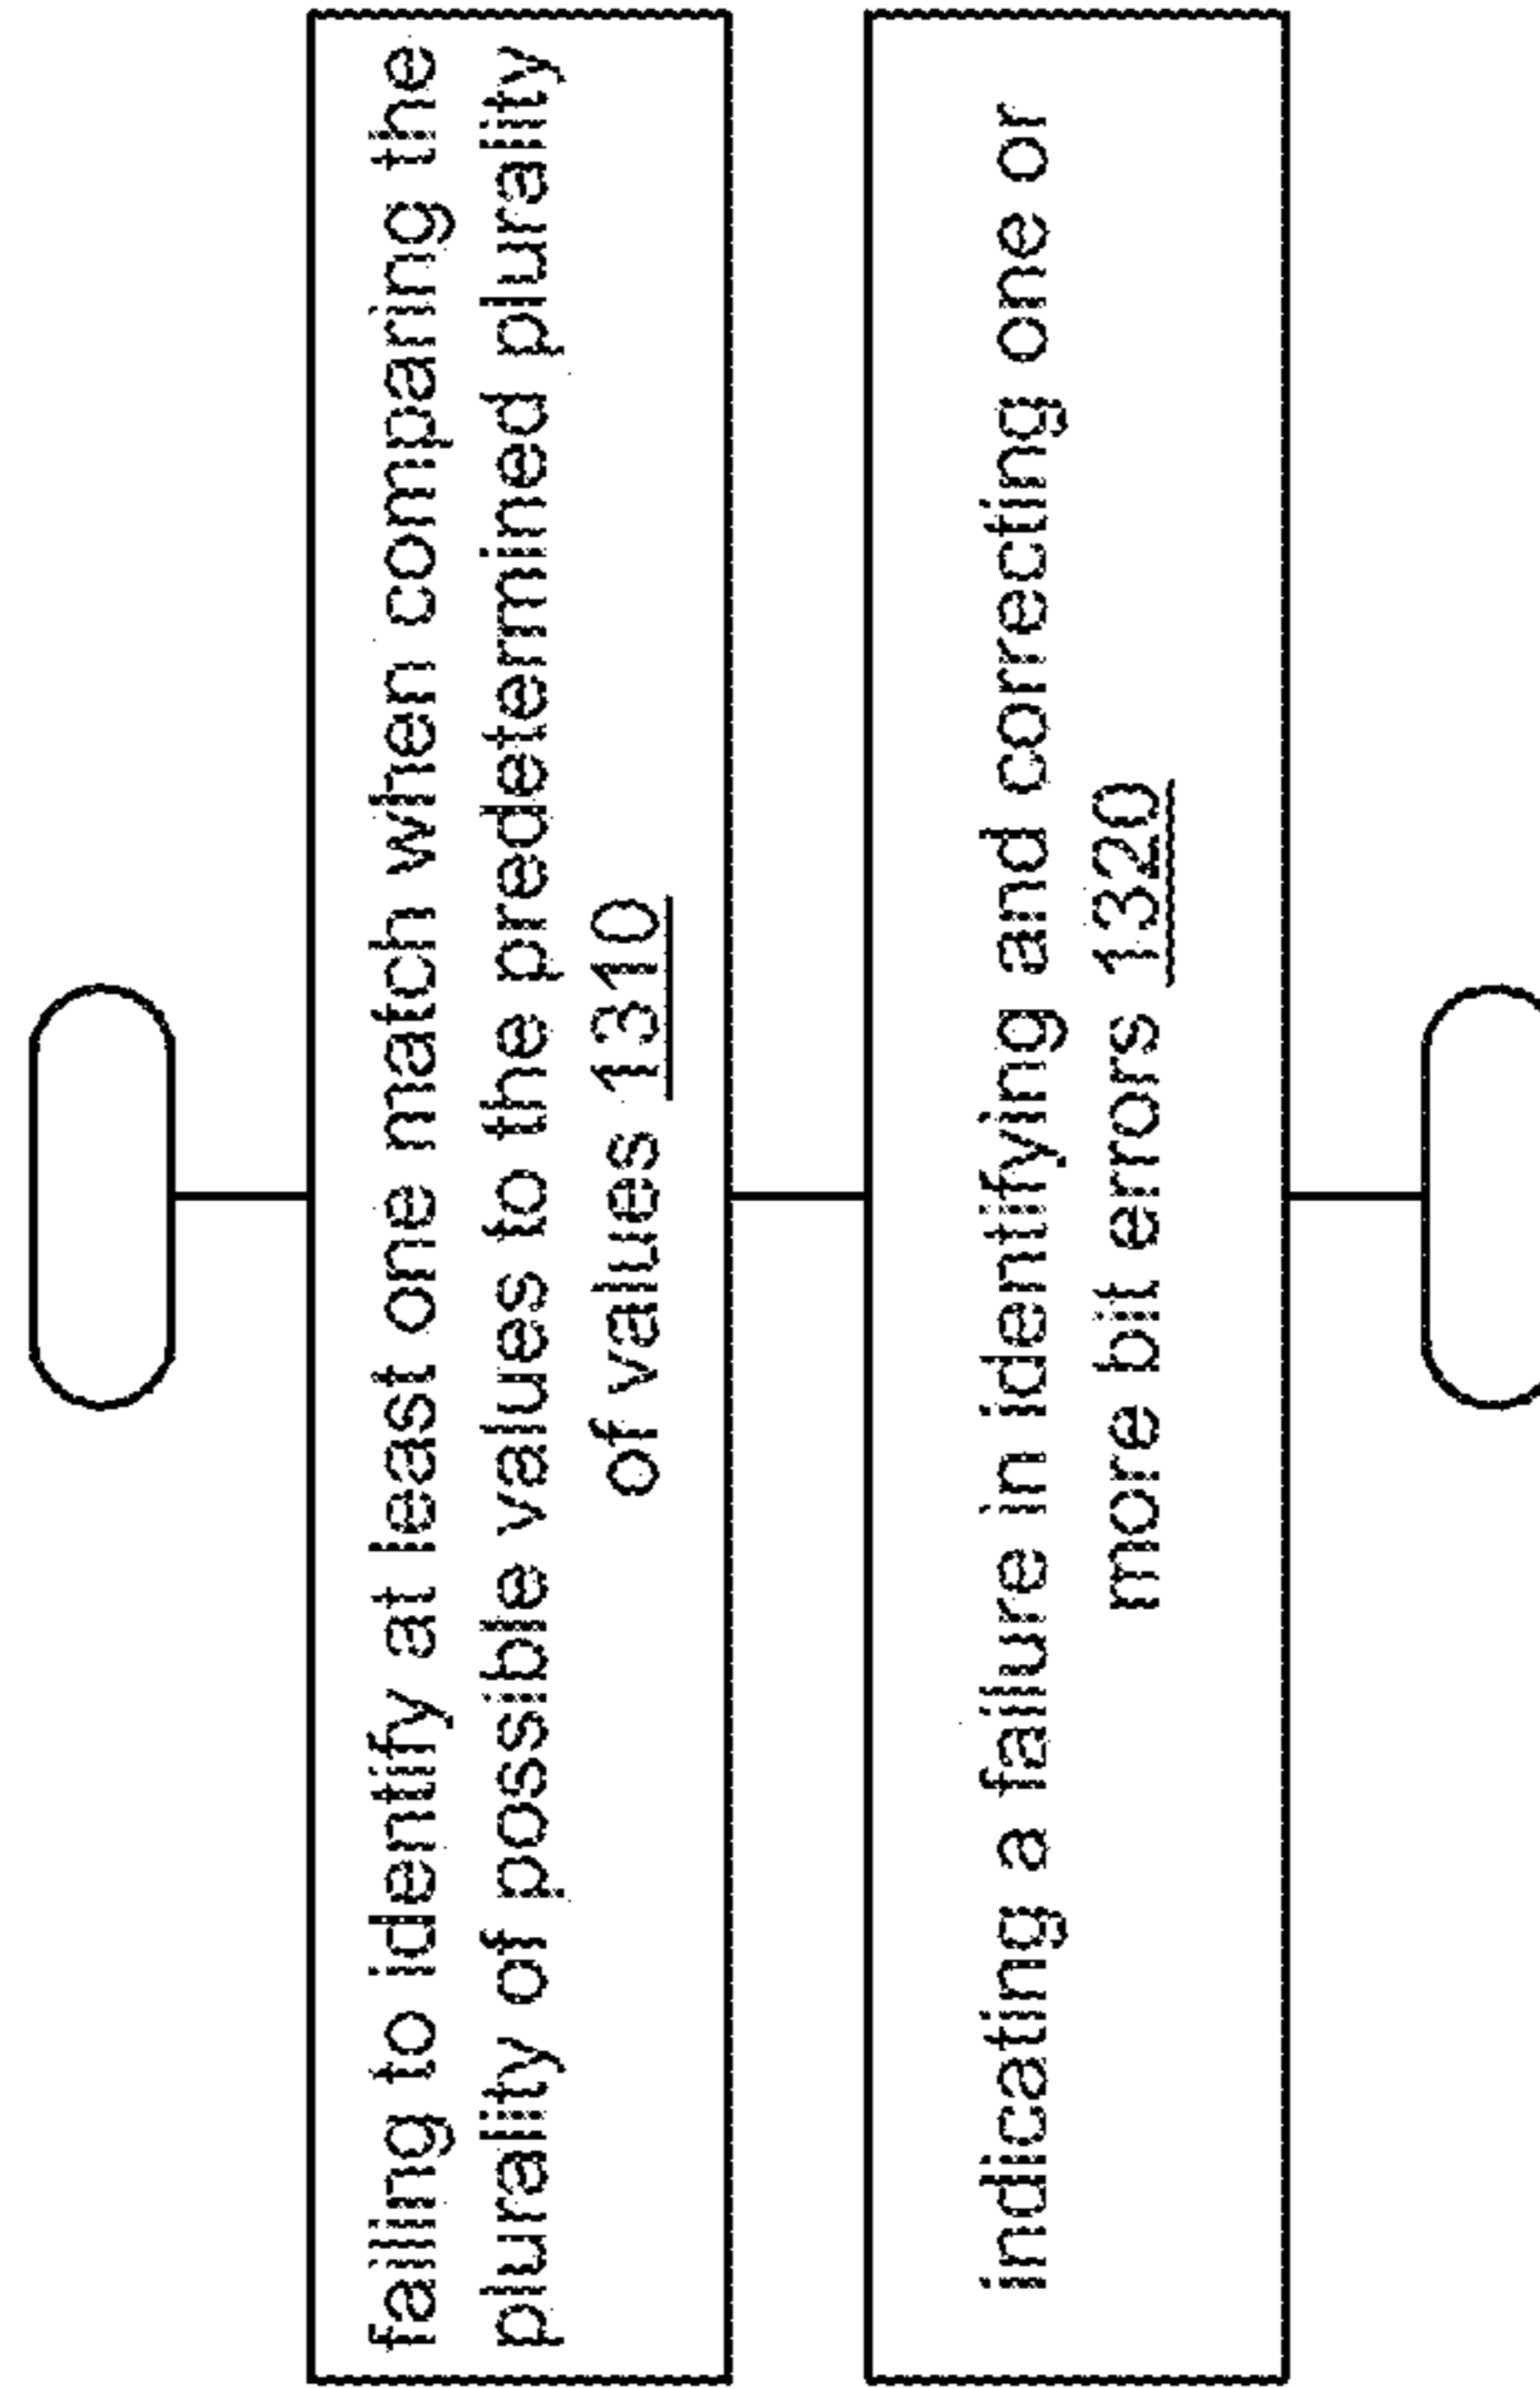 failing to identify at least one match when comparing the
plurality of possible values to the predetermined plurality
of values 1310
indicating a failure in identifying and correcting one or
more bit errors 1320